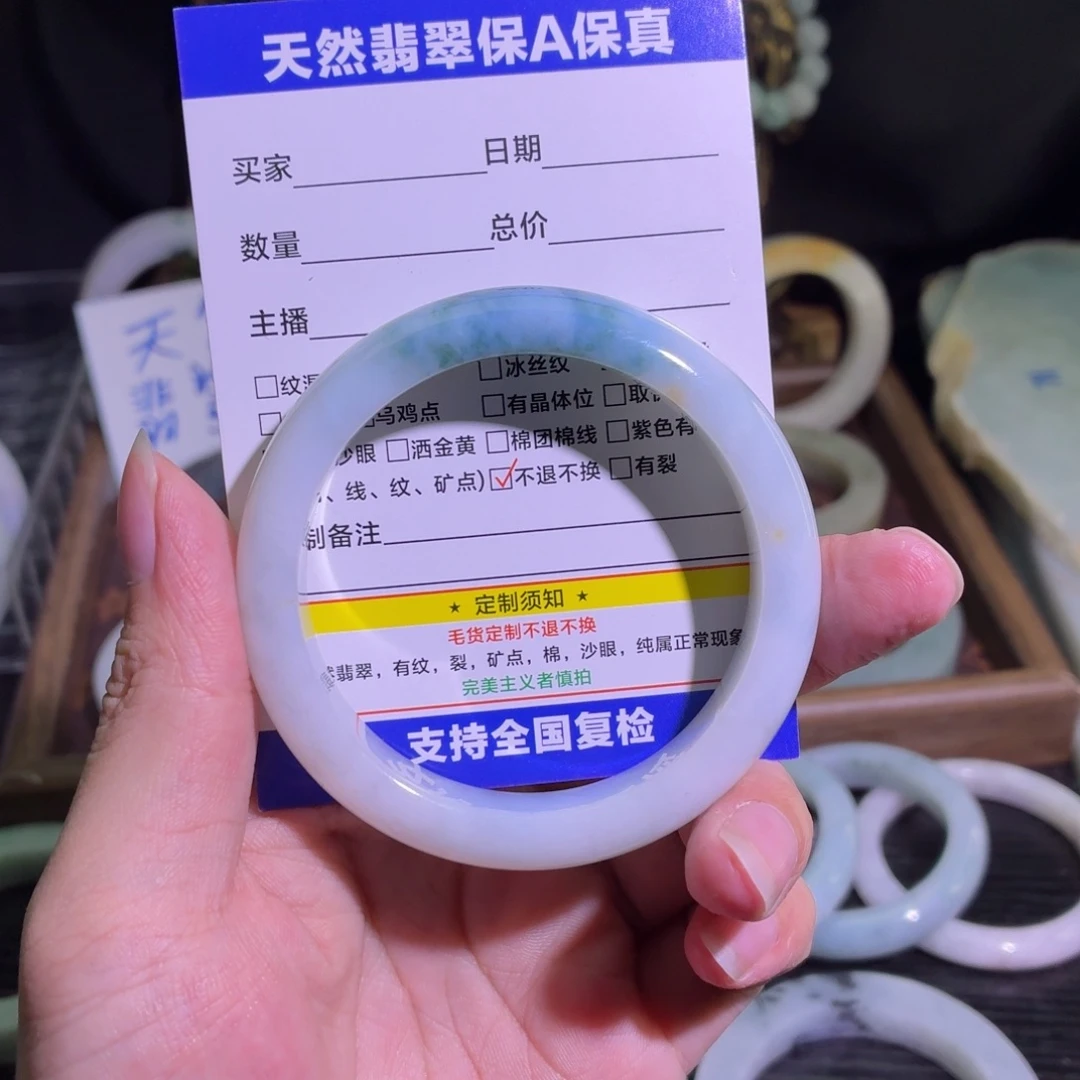 天然翡翠保A保真
买家 日期
数量 总价
主播
天
翡
翠
□纹 □冰丝纹
乌鸡点 □有晶体位 □取
沙眼 □洒金黄 □棉团棉线 □紫色有
、线、纹、矿点) ☑不退不换 □有裂
制备注
★ 定制须知 ★
毛货定制不退不换
然翡翠，有纹，裂，矿点，棉，沙眼，纯属正常现象
完美主义者慎拍
支持全国复检